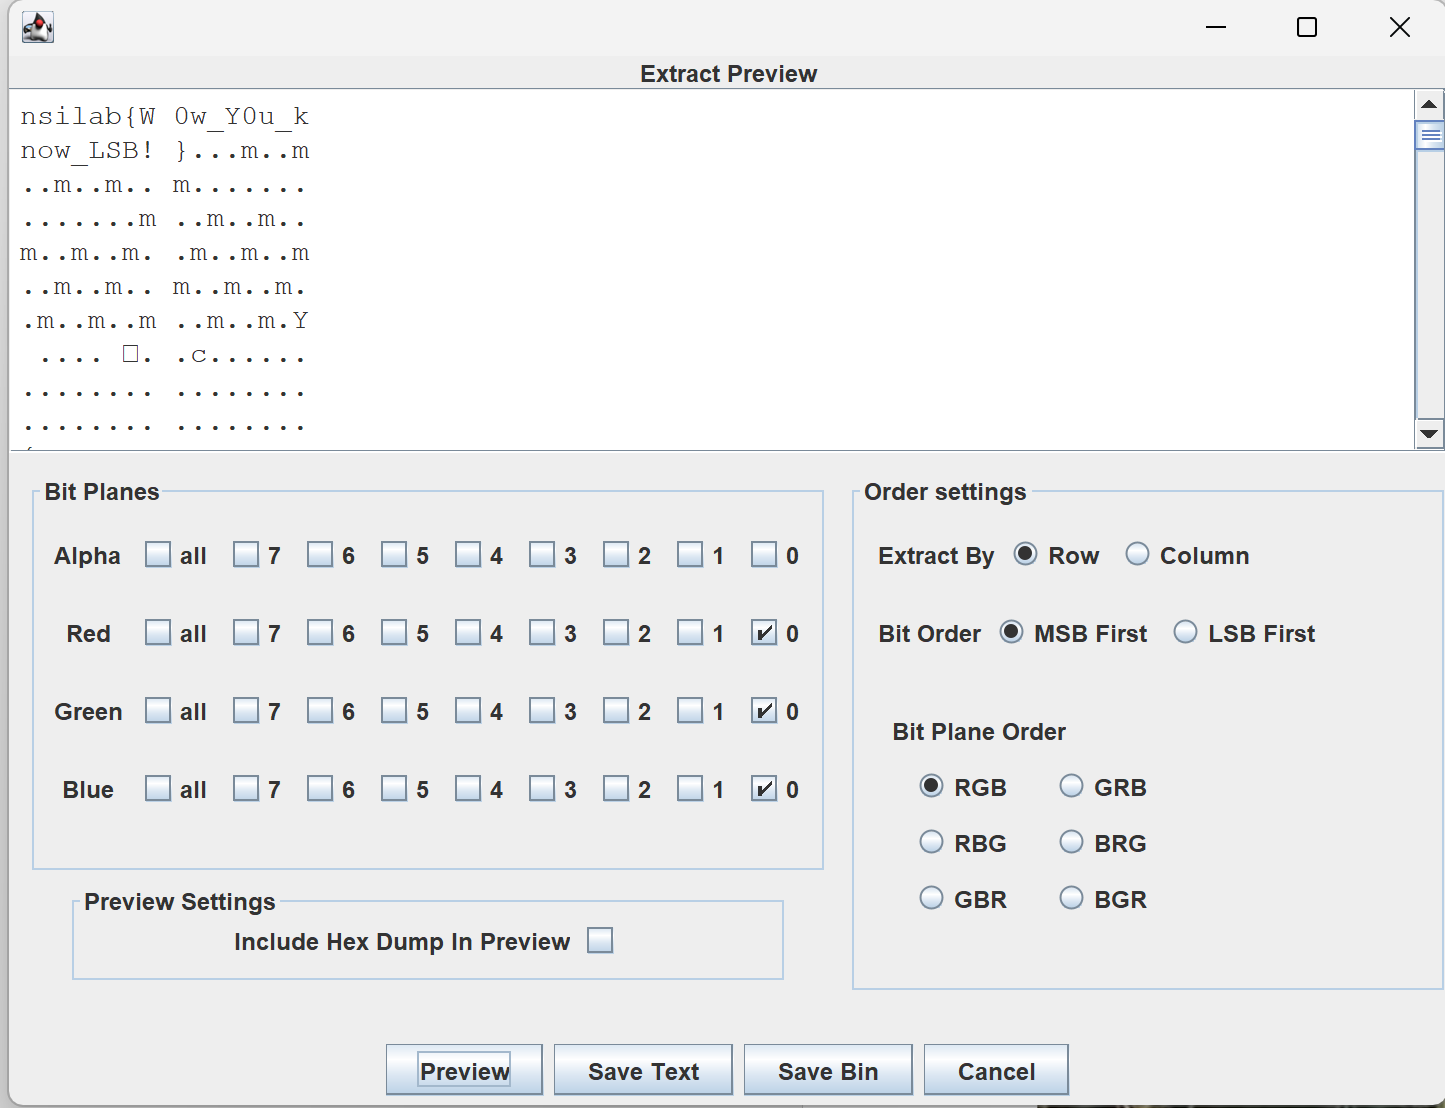 Extract Preview
nsilab{W 0w_Y0u_k
now_LSB! }...m..m
..m..m.. m.......
.......m ..m..m..
m..m..m. .m..m..m
..m..m.. m..m..m.
.m..m..m ..m..m.Y
.... □. .c......
........ ........
........ ........
Bit Planes
Alpha all 7 6 5 4 3 2 1 0
Red all 7 6 5 4 3 2 1 0
Green all 7 6 5 4 3 2 1 0
Blue all 7 6 5 4 3 2 1 0
Preview Settings
Include Hex Dump In Preview
Order settings
Extract By Row Column
Bit Order MSB First LSB First
Bit Plane Order
RGB GRB
RBG BRG
GBR BGR
Preview Save Text Save Bin Cancel